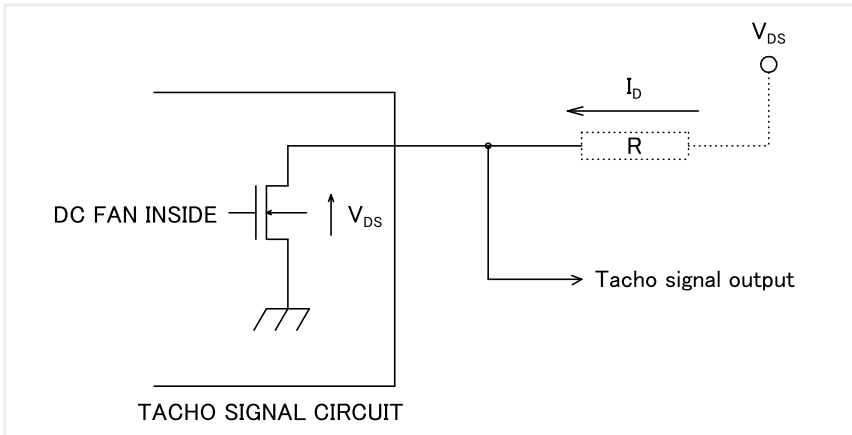 V_DS
I_D
R
DC FAN INSIDE
V_DS
Tacho signal output
TACHO SIGNAL CIRCUIT